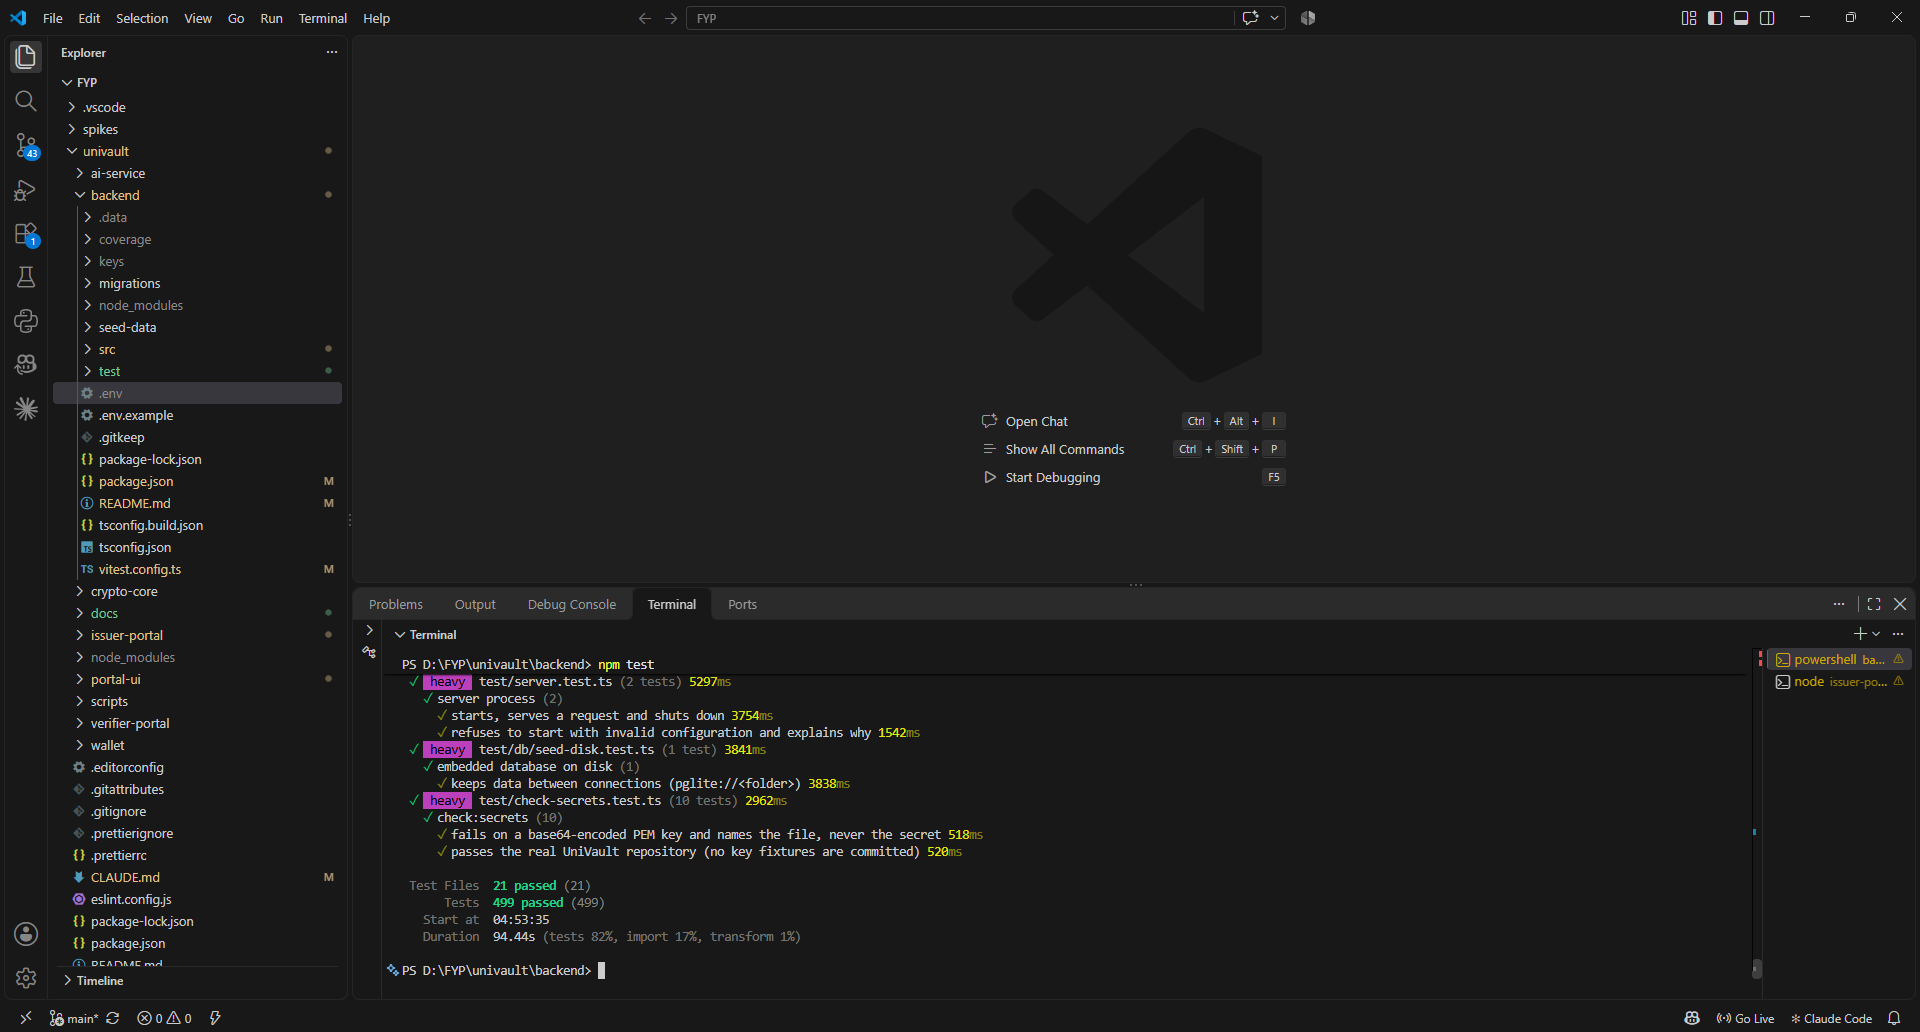 File Edit Selection View Go Run Terminal Help
FYP
Explorer
FYP
.vscode
spikes
univault
ai-service
backend
.data
coverage
keys
migrations
node_modules
seed-data
src
test
.env
.env.example
.gitkeep
package-lock.json
package.json M
README.md M
tsconfig.build.json
TS tsconfig.json
TS vitest.config.ts M
crypto-core
docs
issuer-portal
node_modules
portal-ui
scripts
verifier-portal
wallet
.editorconfig
.gitattributes
.gitignore
.prettierignore
.prettierrc
CLAUDE.md M
eslint.config.js
package-lock.json
package.json
README.md
Timeline
43
1
Open Chat Ctrl + Alt + I
Show All Commands Ctrl + Shift + P
Start Debugging F5
Problems Output Debug Console Terminal Ports
Terminal
PS D:\FYP\univault\backend> npm test
✓ heavy test/server.test.ts (2 tests) 5297ms
✓ server process (2)
✓ starts, serves a request and shuts down 3754ms
✓ refuses to start with invalid configuration and explains why 1542ms
✓ heavy test/db/seed-disk.test.ts (1 test) 3841ms
✓ embedded database on disk (1)
✓ keeps data between connections (pglite://<folder>) 3838ms
✓ heavy test/check-secrets.test.ts (10 tests) 2962ms
✓ check:secrets (10)
✓ fails on a base64-encoded PEM key and names the file, never the secret 518ms
✓ passes the real UniVault repository (no key fixtures are committed) 520ms
Test Files 21 passed (21)
Tests 499 passed (499)
Start at 04:53:35
Duration 94.44s (tests 82%, import 17%, transform 1%)
PS D:\FYP\univault\backend>
powershell ba...
node issuer-po...
main* 0 0
Go Live Claude Code